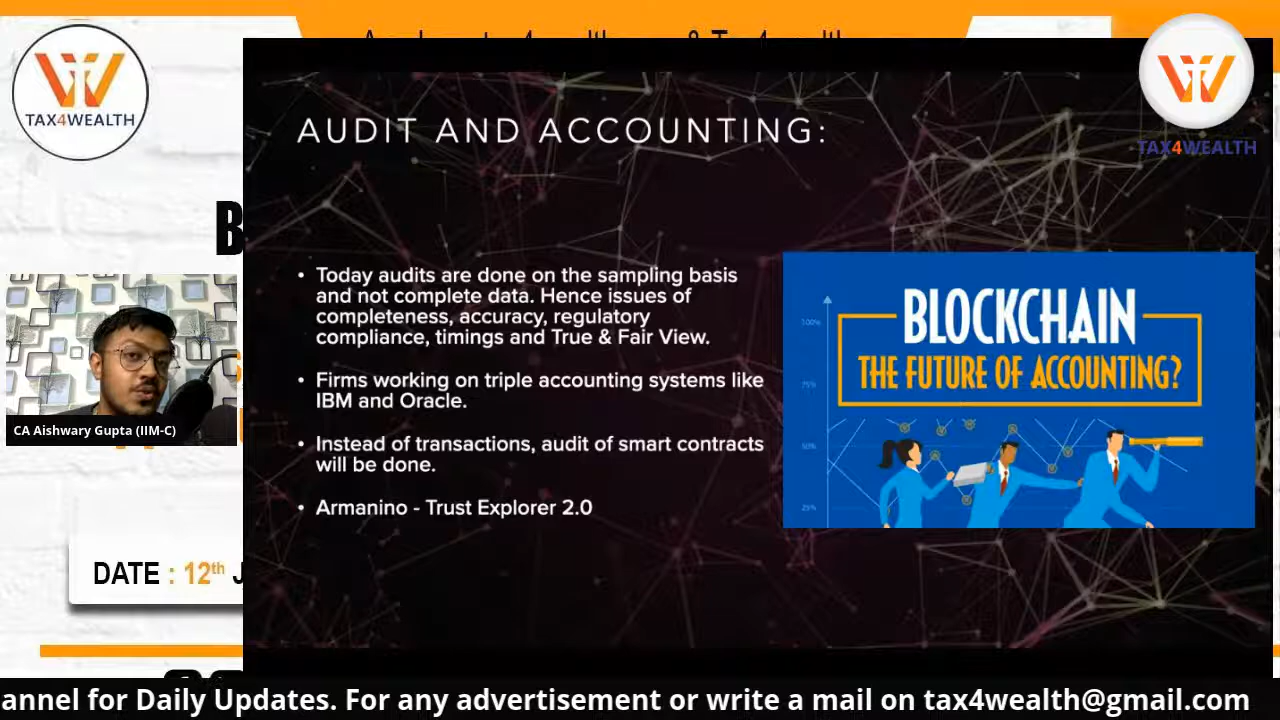 TAX4WEALTH
TAX4WEALTH
AUDIT AND ACCOUNTING:
B
• Today audits are done on the sampling basis
and not complete data. Hence issues of
completeness, accuracy, regulatory
compliance, timings and True & Fair View.
• Firms working on triple accounting systems like
IBM and Oracle.
• Instead of transactions, audit of smart contracts
will be done.
• Armanino - Trust Explorer 2.0
100%
75%
50%
25%
BLOCKCHAIN
THE FUTURE OF ACCOUNTING?
CA Aishwary Gupta (IIM-C)
DATE : 12th J
annel for Daily Updates. For any advertisement or write a mail on tax4wealth@gmail.com